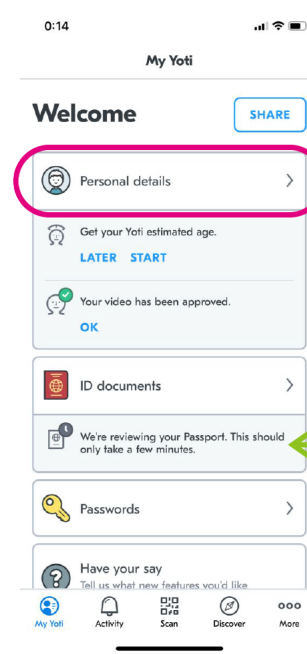 0:14
My Yoti
Welcome
SHARE
Personal details
Get your Yoti estimated age.
LATER START
Your video has been approved.
OK
ID documents
We're reviewing your Passport. This should
only take a few minutes.
Passwords
Have your say
Tell us what new features you'd like
My Yoti Activity Scan Discover More